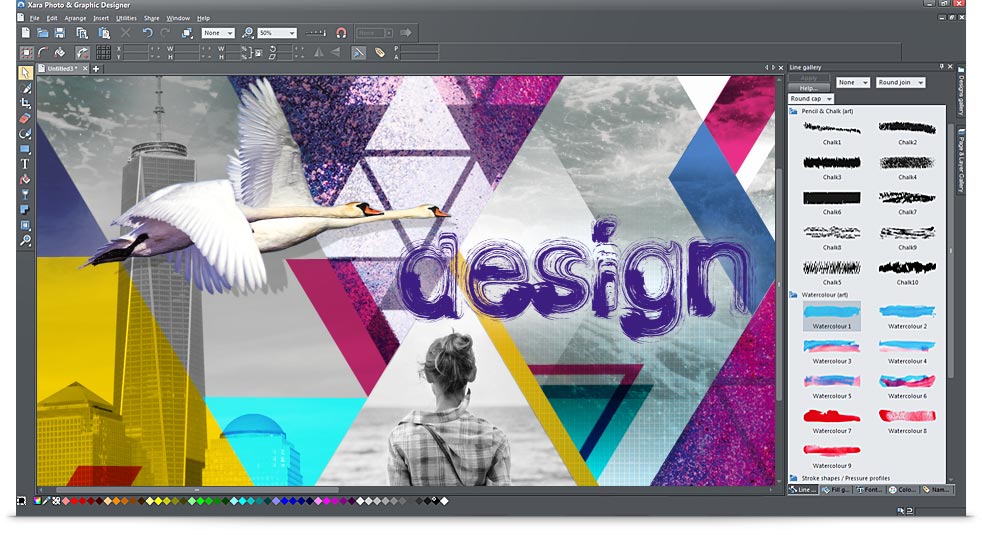 Xara Photo & Graphic Designer
File Edit Arrange Insert Utilities Share Window Help
None
50%
None
X
W
W
P
Y
H
H
A
Untitled3 *
Line gallery
Apply
None
Round join
Help...
Round cap
Pencil & Chalk (art)
Chalk1 Chalk2
Chalk3 Chalk4
Chalk6 Chalk7
Chalk8 Chalk9
Chalk5 Chalk10
Watercolour (art)
Watercolour 1 Watercolour 2
Watercolour 3 Watercolour 4
Watercolour 5 Watercolour 6
Watercolour 7 Watercolour 8
Watercolour 9
Stroke shapes / Pressure profiles
Line ... Fill g... Font... Colo... Nam...
Designs gallery
Page & Layer Gallery
design